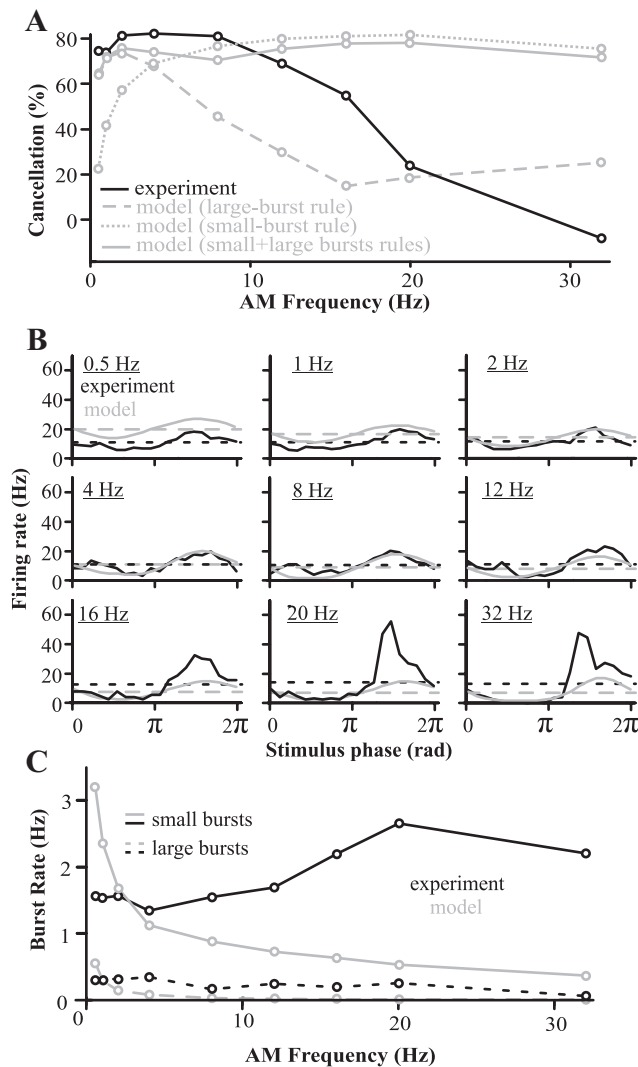 A
Cancellation (%)
80
60
40
20
0
experiment
model (large-burst rule)
model (small-burst rule)
model (small+large bursts rules)
0
10
20
30
AM Frequency (Hz)
B
Firing rate (Hz)
60
40
20
0
0.5 Hz
experiment
model
1 Hz
2 Hz
60
40
20
0
4 Hz
8 Hz
12 Hz
60
40
20
0
16 Hz
20 Hz
32 Hz
0 π 2π
0 π 2π
0 π 2π
Stimulus phase (rad)
C
Burst Rate (Hz)
3
2
1
0
small bursts
large bursts
experiment
model
0
10
20
30
AM Frequency (Hz)